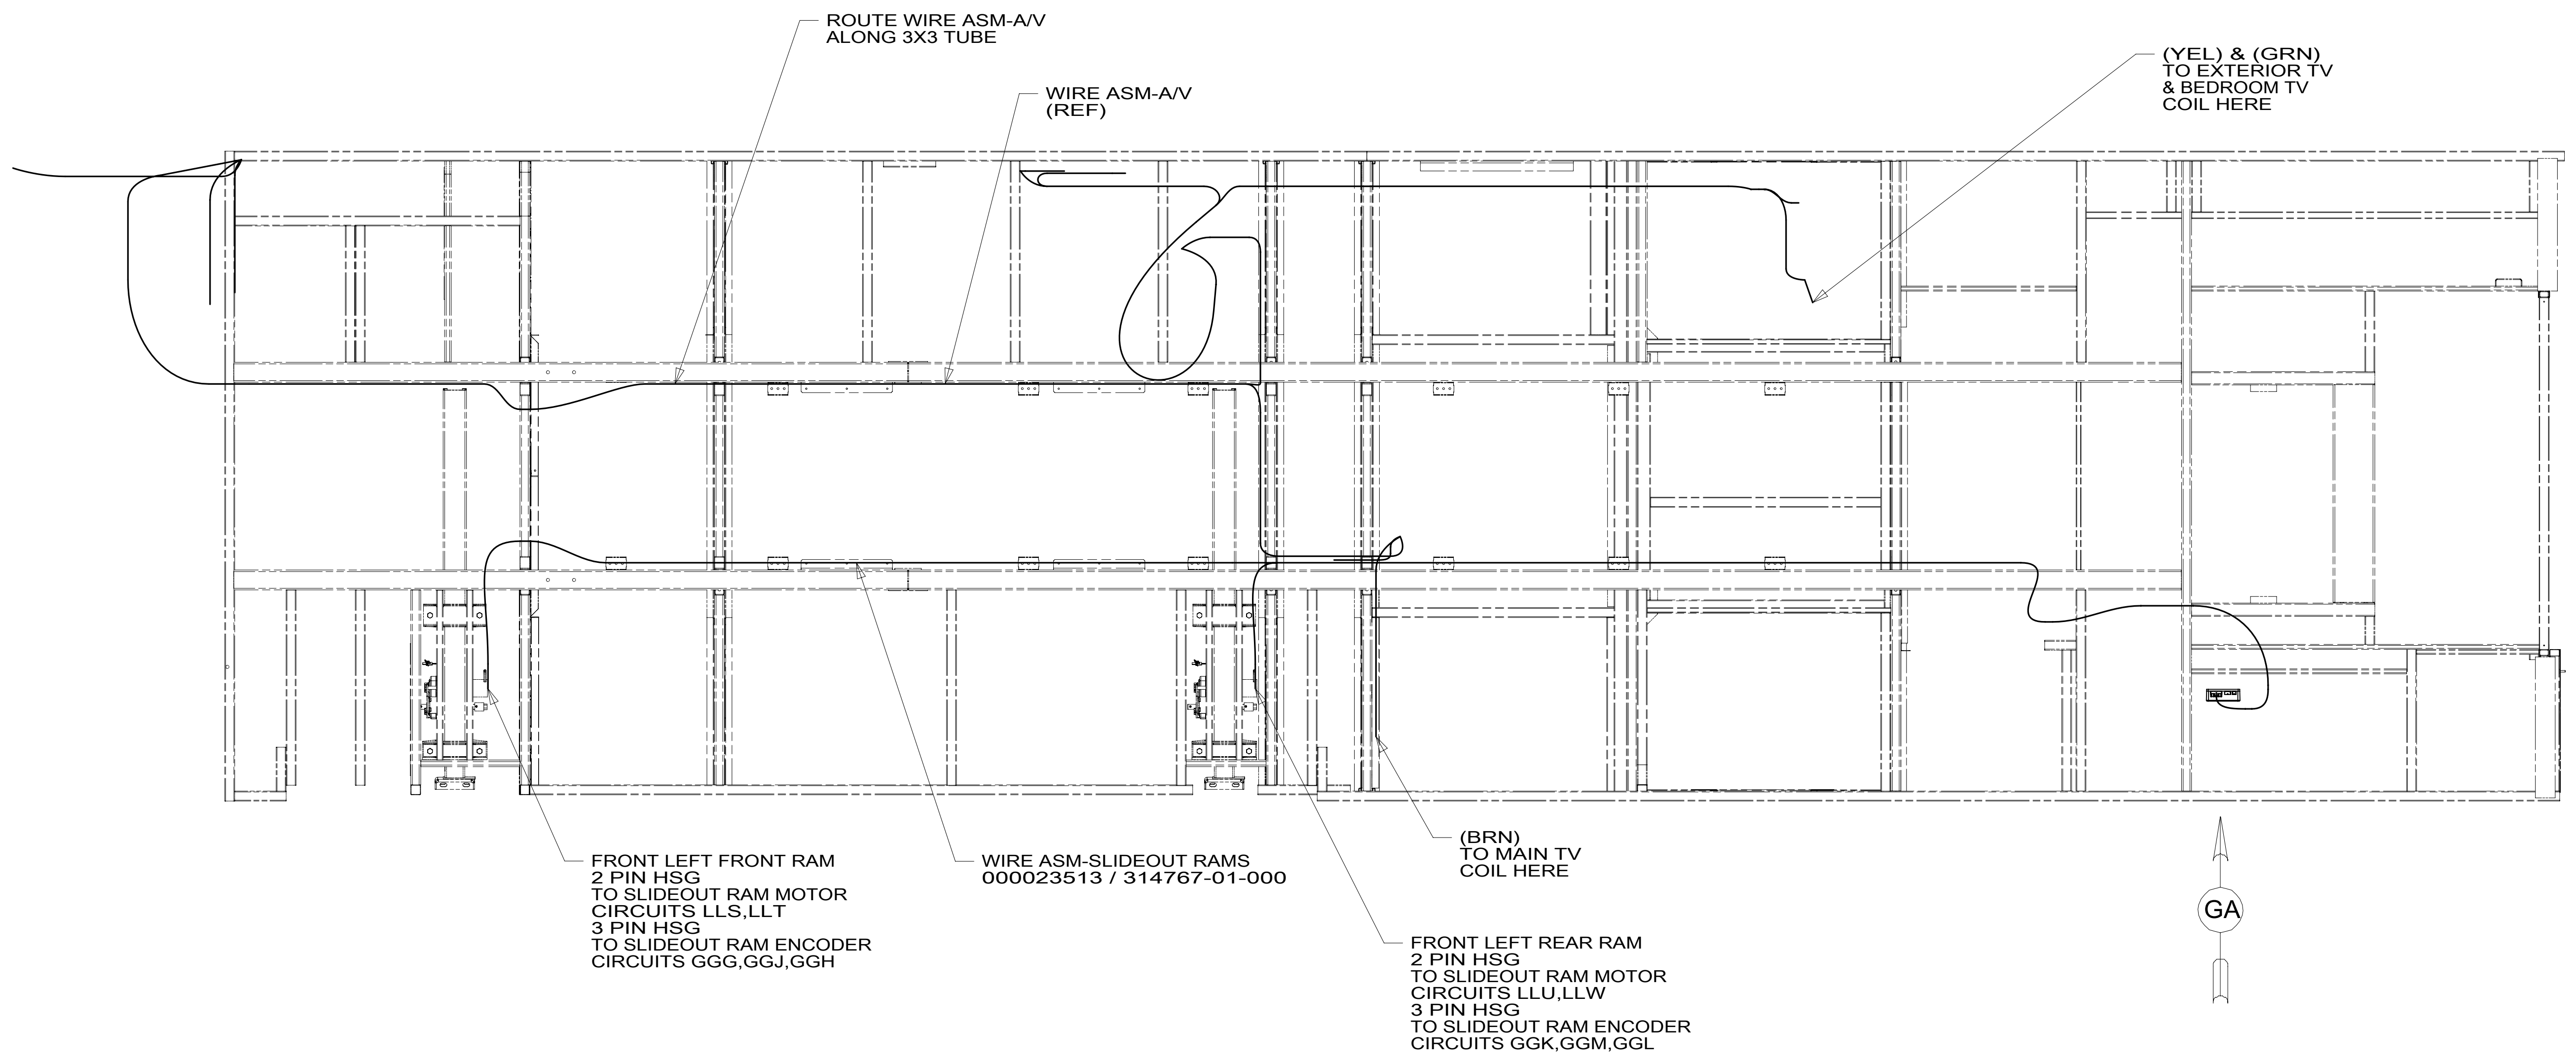 ROUTE WIRE ASM-A/V
ALONG 3X3 TUBE
WIRE ASM-A/V
(REF)
(YEL) & (GRN)
TO EXTERIOR TV
& BEDROOM TV
COIL HERE
FRONT LEFT FRONT RAM
2 PIN HSG
TO SLIDEOUT RAM MOTOR
CIRCUITS LLS,LLT
3 PIN HSG
TO SLIDEOUT RAM ENCODER
CIRCUITS GGG,GGJ,GGH
WIRE ASM-SLIDEOUT RAMS
000023513 / 314767-01-000
(BRN)
TO MAIN TV
COIL HERE
FRONT LEFT REAR RAM
2 PIN HSG
TO SLIDEOUT RAM MOTOR
CIRCUITS LLU,LLW
3 PIN HSG
TO SLIDEOUT RAM ENCODER
CIRCUITS GGK,GGM,GGL
GA